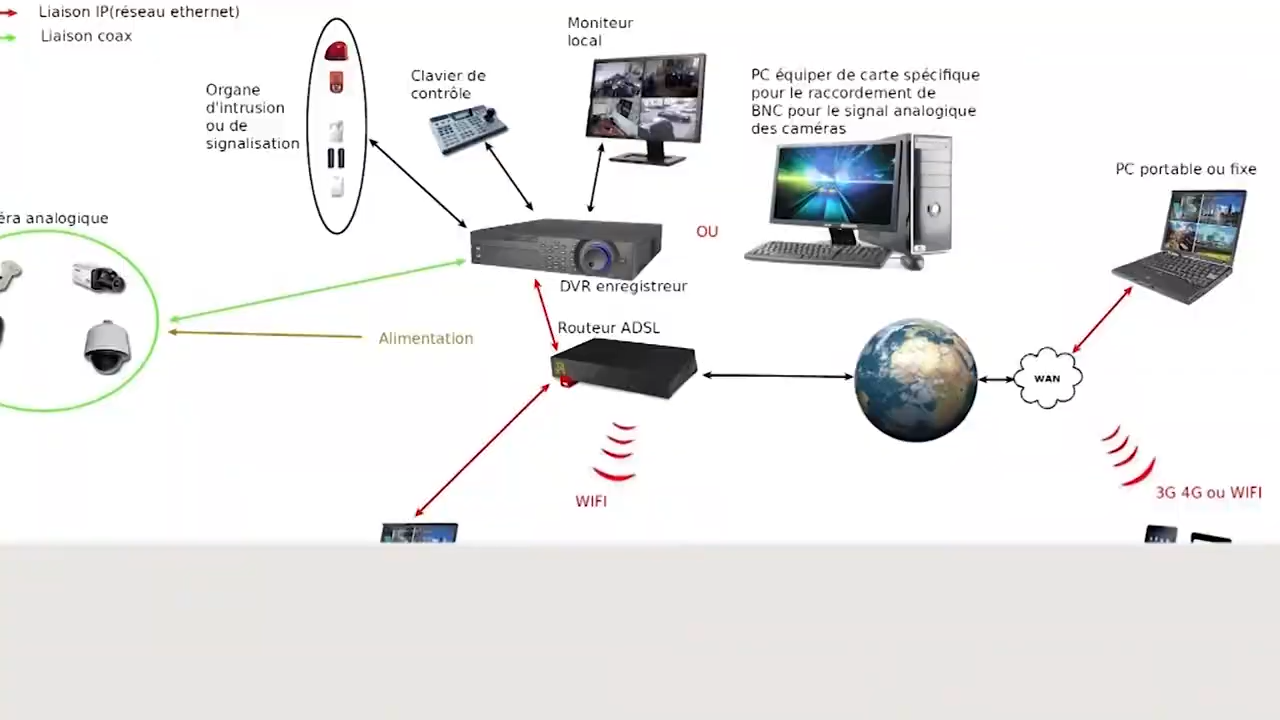 Liaison IP(réseau ethernet)
Liaison coax
Organe
d'intrusion
ou de
signalisation
Clavier de
contrôle
Moniteur
local
PC équiper de carte spécifique
pour le raccordement de
BNC pour le signal analogique
des caméras
PC portable ou fixe
éra analogique
OU
DVR enregistreur
Alimentation
Routeur ADSL
WAN
WIFI
3G 4G ou WIFI